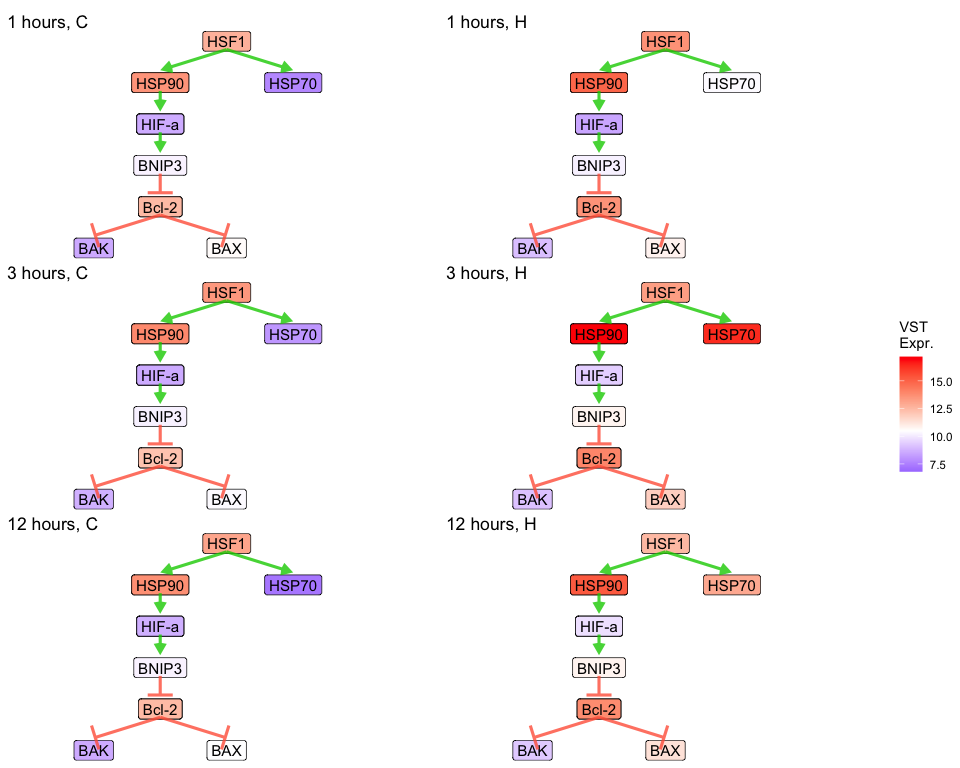 1 hours, C
HSF1
HSP90
HSP70
HIF-a
BNIP3
Bcl-2
BAK
BAX
1 hours, H
HSF1
HSP90
HSP70
HIF-a
BNIP3
Bcl-2
BAK
BAX
3 hours, C
HSF1
HSP90
HSP70
HIF-a
BNIP3
Bcl-2
BAK
BAX
3 hours, H
HSF1
HSP90
HSP70
HIF-a
BNIP3
Bcl-2
BAK
BAX
12 hours, C
HSF1
HSP90
HSP70
HIF-a
BNIP3
Bcl-2
BAK
BAX
12 hours, H
HSF1
HSP90
HSP70
HIF-a
BNIP3
Bcl-2
BAK
BAX
VST
Expr.
15.0
12.5
10.0
7.5